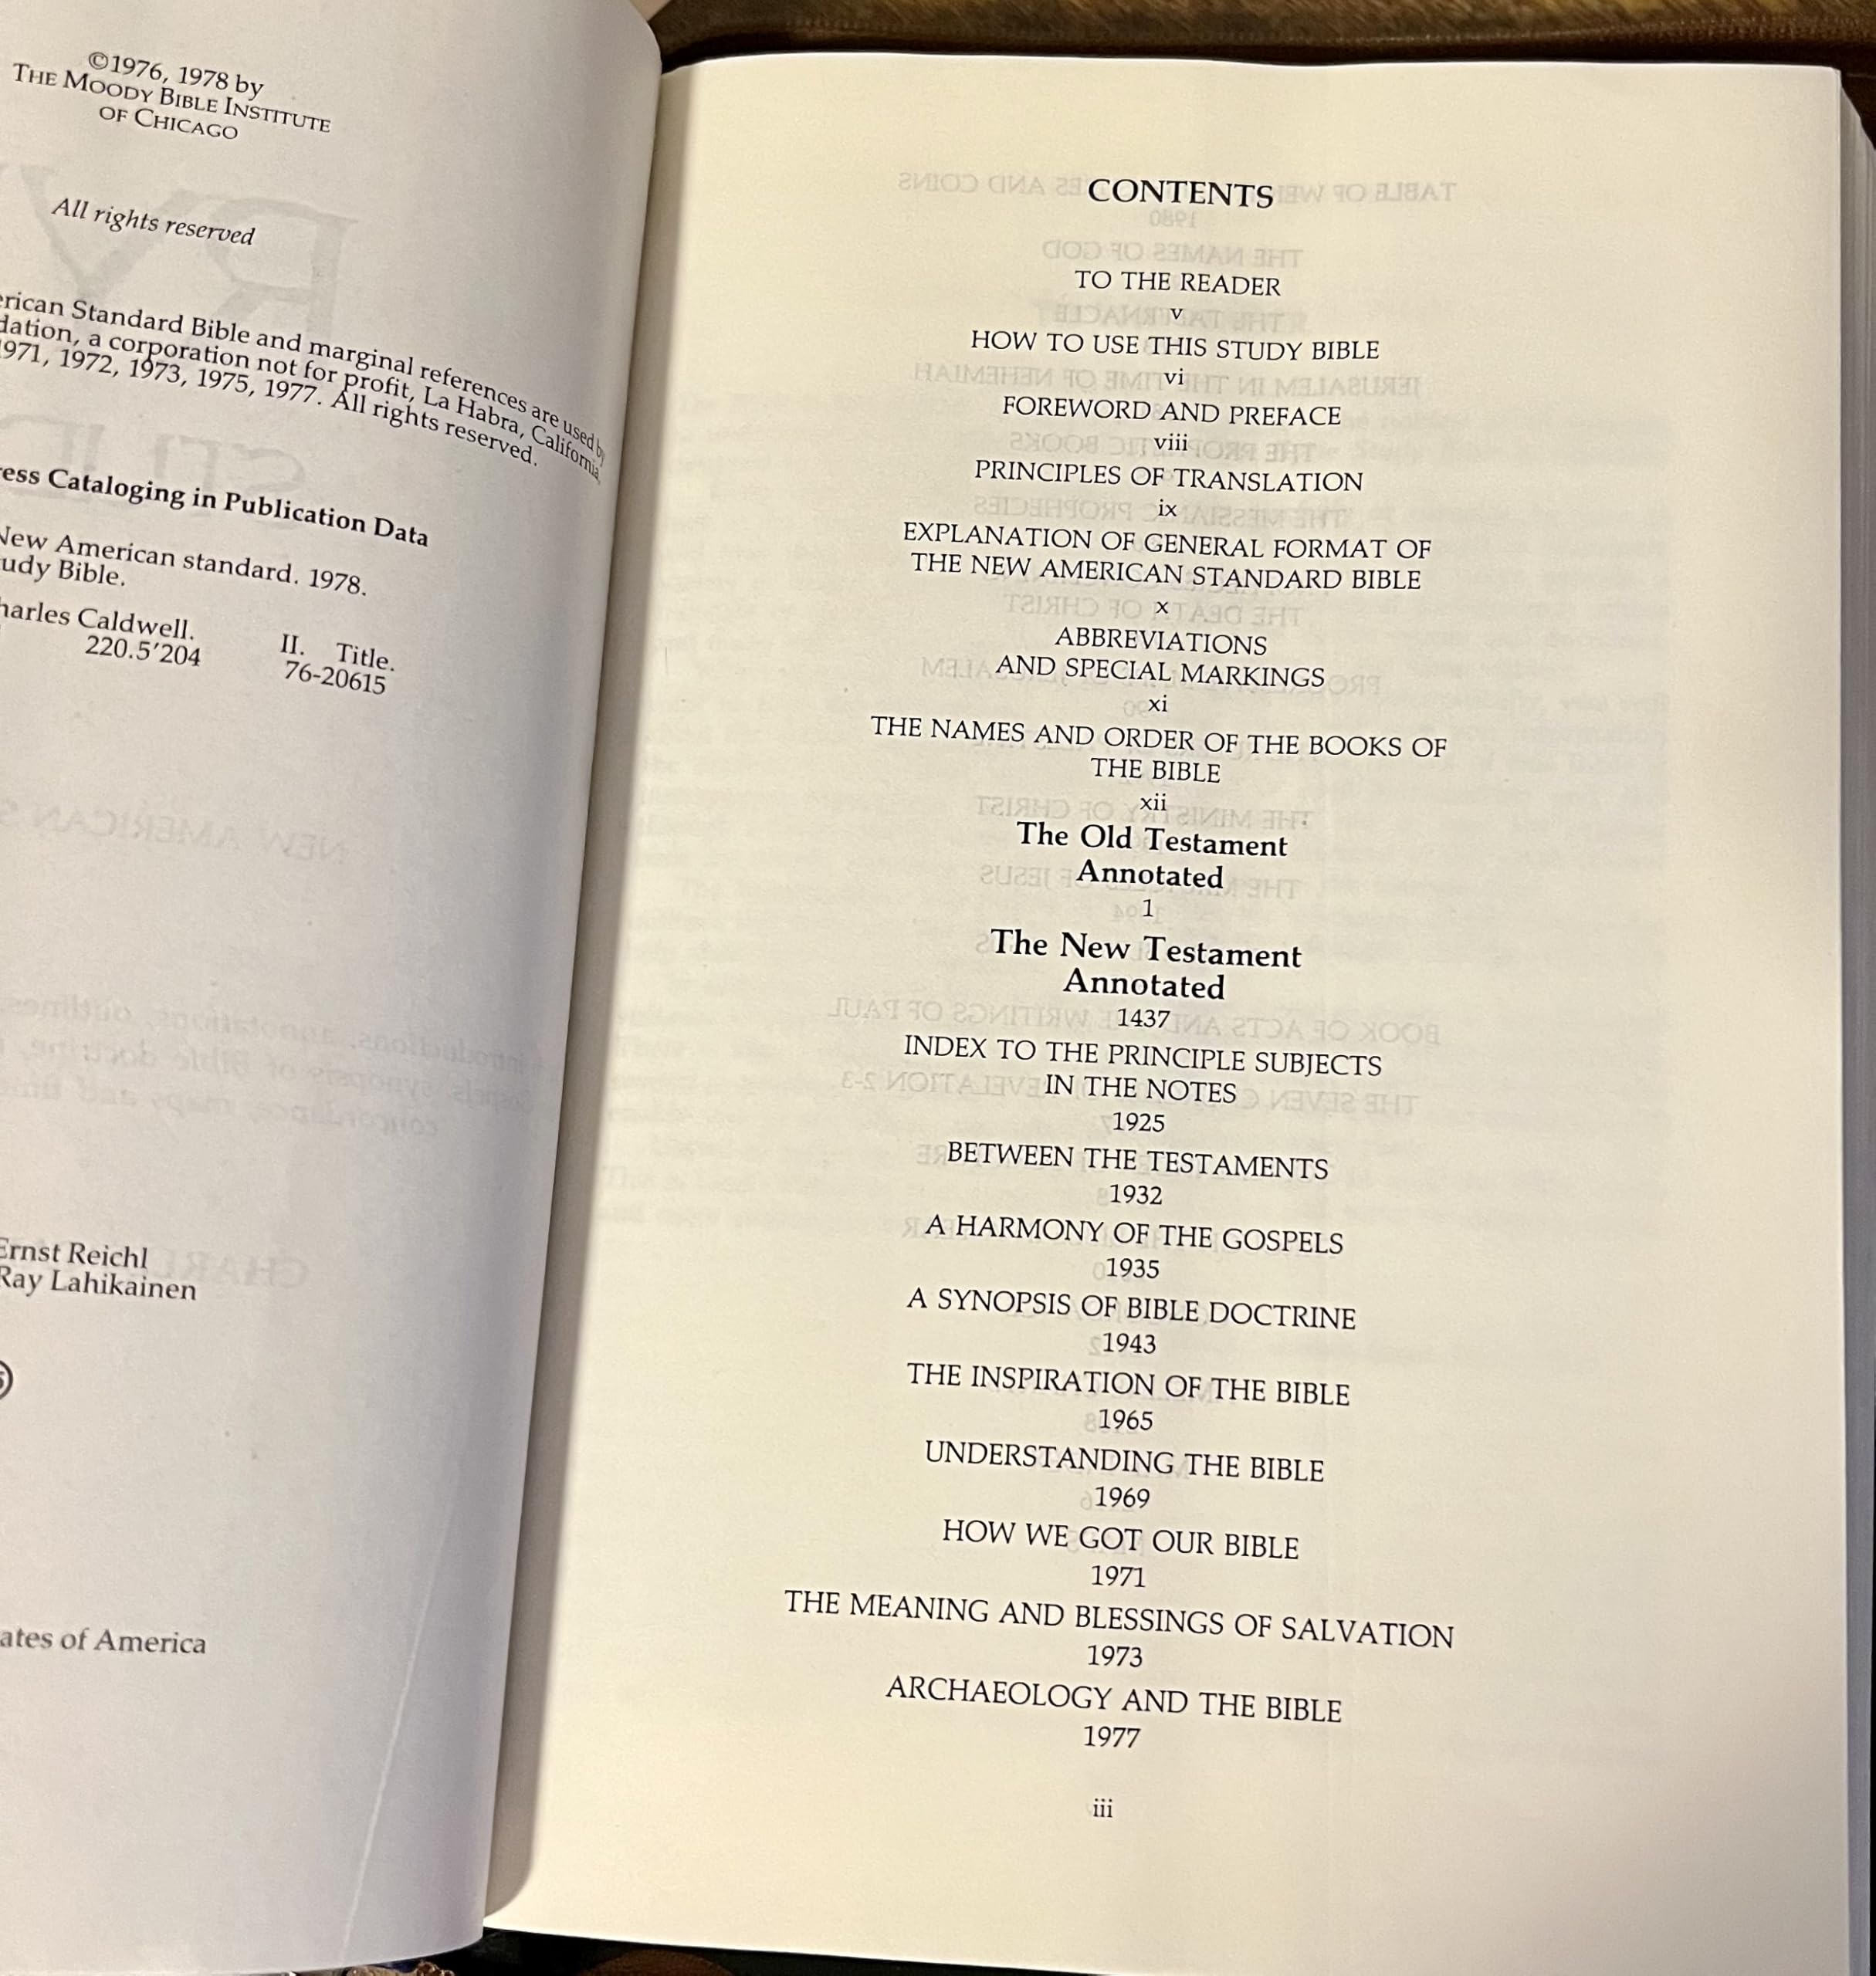 ©1976, 1978 by
THE MOODY BIBLE INSTITUTE
OF CHICAGO
All rights reserved
rican Standard Bible and marginal references are used by
dation, a corporation not for profit, La Habra, California,
1971, 1972, 1973, 1975, 1977. All rights reserved.
ess Cataloging in Publication Data
New American standard. 1978.
udy Bible.
harles Caldwell.
II. Title.
220.5'204
76-20615
Ernst Reichl
Ray Lahikainen
ates of America
CONTENTS
TO THE READER
v
HOW TO USE THIS STUDY BIBLE
vi
FOREWORD AND PREFACE
viii
PRINCIPLES OF TRANSLATION
ix
EXPLANATION OF GENERAL FORMAT OF
THE NEW AMERICAN STANDARD BIBLE
x
ABBREVIATIONS
AND SPECIAL MARKINGS
xi
THE NAMES AND ORDER OF THE BOOKS OF
THE BIBLE
xii
The Old Testament
Annotated
1
The New Testament
Annotated
1437
INDEX TO THE PRINCIPLE SUBJECTS
IN THE NOTES
1925
BETWEEN THE TESTAMENTS
1932
A HARMONY OF THE GOSPELS
1935
A SYNOPSIS OF BIBLE DOCTRINE
1943
THE INSPIRATION OF THE BIBLE
1965
UNDERSTANDING THE BIBLE
1969
HOW WE GOT OUR BIBLE
1971
THE MEANING AND BLESSINGS OF SALVATION
1973
ARCHAEOLOGY AND THE BIBLE
1977
iii